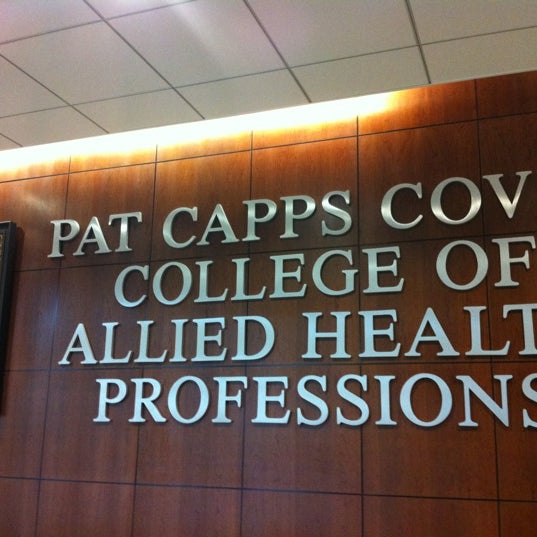 PAT CAPPS COV
COLLEGE OF
ALLIED HEALT
PROFESSIONS